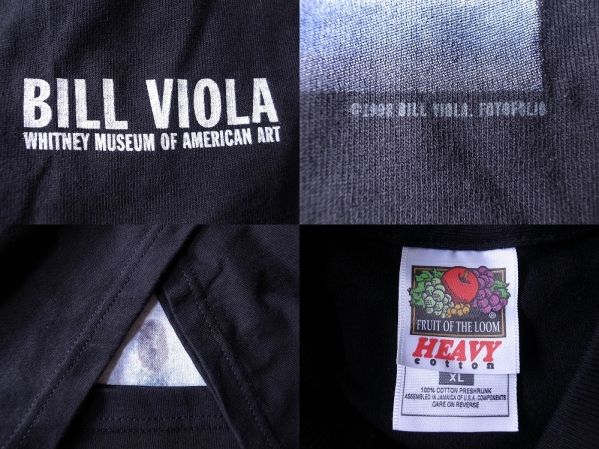 BILL VIOLA
WHITNEY MUSEUM OF AMERICAN ART
©1998 BILL VIOLA. FOTOFOLIO
FRUIT OF THE LOOM
®
HEAVY
cotton
XL
100% COTTON PRESHRUNK
ASSEMBLED IN JAMAICA OF U.S.A. COMPONENTS
CARE ON REVERSE